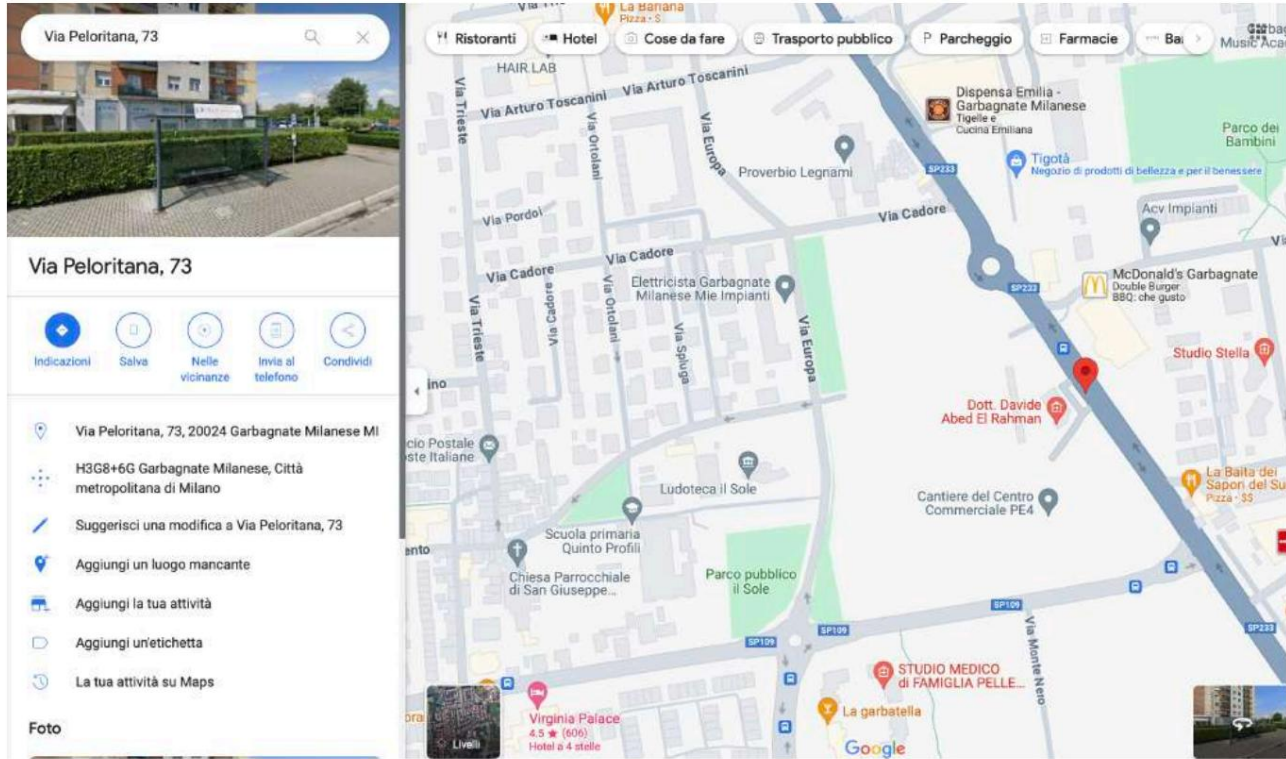 Via Peloritana, 73
Via Peloritana, 73
Indicazioni
Salva
Nelle
vicinanze
Invia al
telefono
Condividi
Via Peloritana, 73, 20024 Garbagnate Milanese MI
H3G8+6G Garbagnate Milanese, Città
metropolitana di Milano
Suggerisci una modifica a Via Peloritana, 73
Aggiungi un luogo mancante
Aggiungi la tua attività
Aggiungi un'etichetta
La tua attività su Maps
Foto
La Banana
Pizza · $
Ristoranti
Hotel
Cose da fare
Trasporto pubblico
Parcheggio
Farmacie
HAIR LAB
Via Arturo Toscanini
Via Arturo Toscanini
Via Trieste
Via Ortolani
Via Europa
Proverbio Legnami
Dispensa Emilia -
Garbagnate Milanese
Tigelle e
Cucina Emiliana
Parco dei
Bambini
SP233
Tigotà
Negozio di prodotti di bellezza e per il benessere
Via Pordoi
Via Cadore
Acv Impianti
Via Cadore
Via Cadore
Via Cadore
Via Ortolani
Elettricista Garbagnate
Milanese Mie Impianti
McDonald's Garbagnate
Double Burger
BBQ: che gusto
SP233
Via Trieste
Via Spluga
Via Europa
Studio Stella
ino
Dott. Davide
Abed El Rahman
cio Postale
ste Italiane
Ludoteca il Sole
La Baita dei
Sapori del Su
Pizza · $$
Cantiere del Centro
Commerciale PE4
Scuola primaria
Quinto Profili
ento
Chiesa Parrocchiale
di San Giuseppe...
Parco pubblico
il Sole
SP109
SP109
SP109
SP233
Via Monte Nero
STUDIO MEDICO
di FAMIGLIA PELLE...
La garbatella
Virginia Palace
4.5 ★ (606)
Hotel a 4 stelle
Livelli
Google